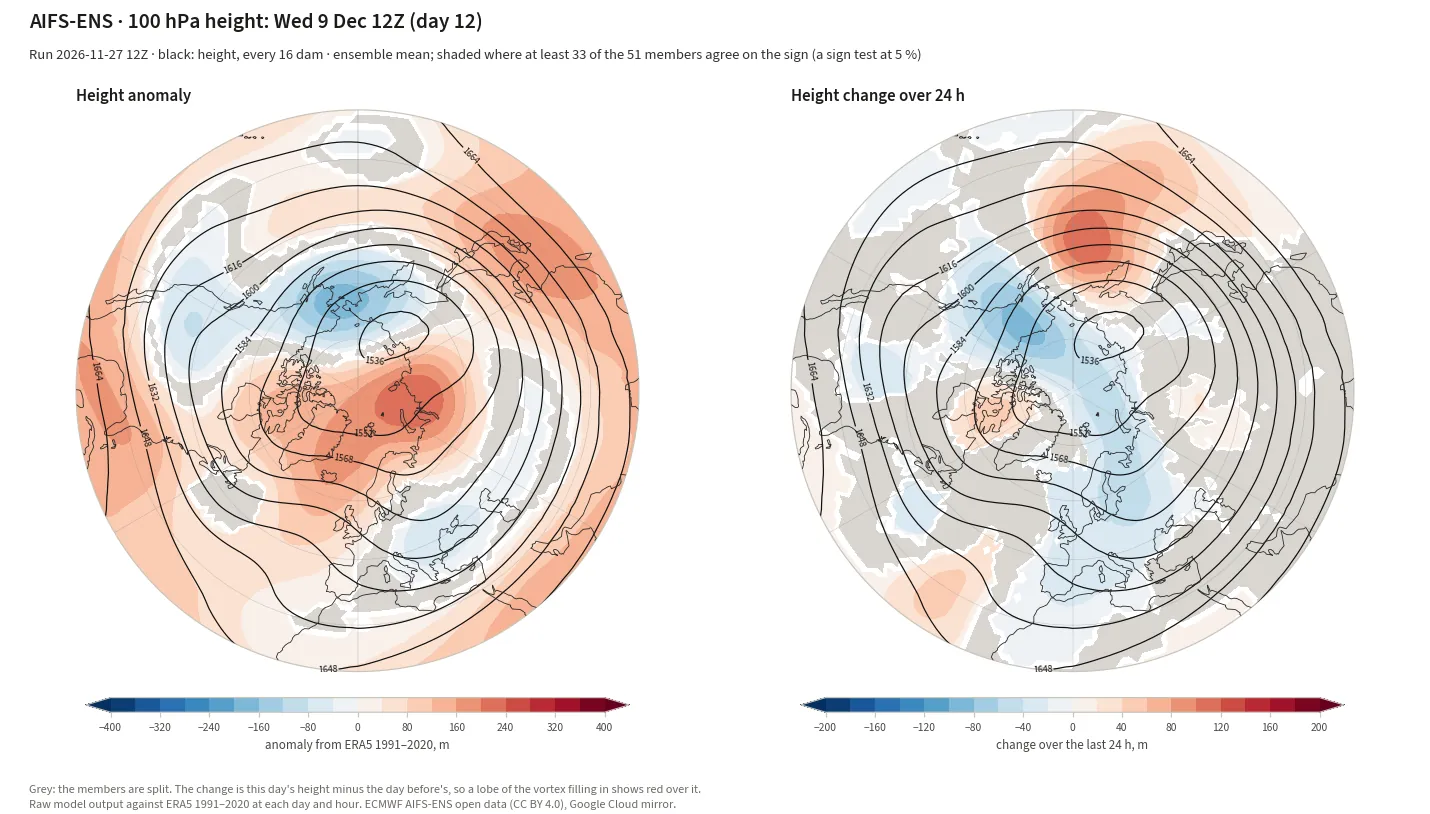 AIFS-ENS · 100 hPa height: Wed 9 Dec 12Z (day 12)
Run 2026-11-27 12Z · black: height, every 16 dam · ensemble mean; shaded where at least 33 of the 51 members agree on the sign (a sign test at 5 %)
Height anomaly
Height change over 24 h
1664
1616
1600
1584
1536
1664
1632
1648
1552
1568
1648
1664
1616
1600
1584
1536
1664
1632
1648
1552
1568
1648
−400 −320 −240 −160 −80 0 80 160 240 320 400
anomaly from ERA5 1991–2020, m
−200 −160 −120 −80 −40 0 40 80 120 160 200
change over the last 24 h, m
Grey: the members are split. The change is this day's height minus the day before's, so a lobe of the vortex filling in shows red over it.
Raw model output against ERA5 1991–2020 at each day and hour. ECMWF AIFS-ENS open data (CC BY 4.0), Google Cloud mirror.